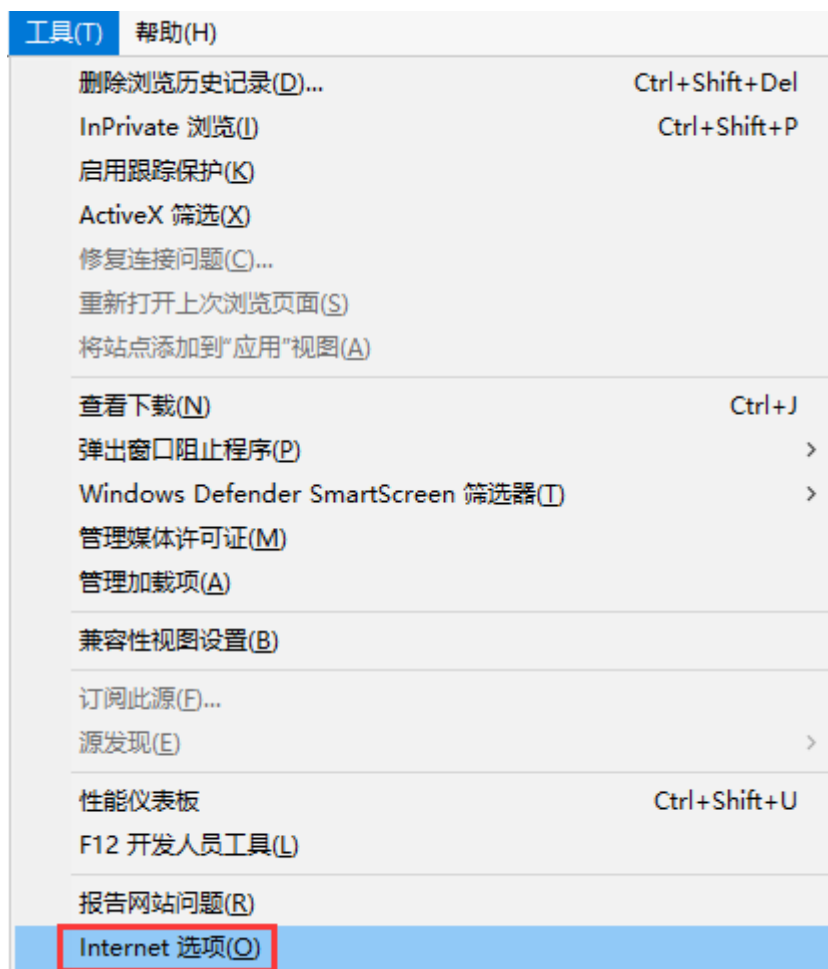 工具(T) 帮助(H)
删除浏览历史记录(D)... Ctrl+Shift+Del
InPrivate 浏览(I) Ctrl+Shift+P
启用跟踪保护(K)
ActiveX 筛选(X)
修复连接问题(C)...
重新打开上次浏览页面(S)
将站点添加到“应用”视图(A)
查看下载(N) Ctrl+J
弹出窗口阻止程序(P)
Windows Defender SmartScreen 筛选器(T)
管理媒体许可证(M)
管理加载项(A)
兼容性视图设置(B)
订阅此源(F)...
源发现(E)
性能仪表板 Ctrl+Shift+U
F12 开发人员工具(L)
报告网站问题(R)
Internet 选项(O)